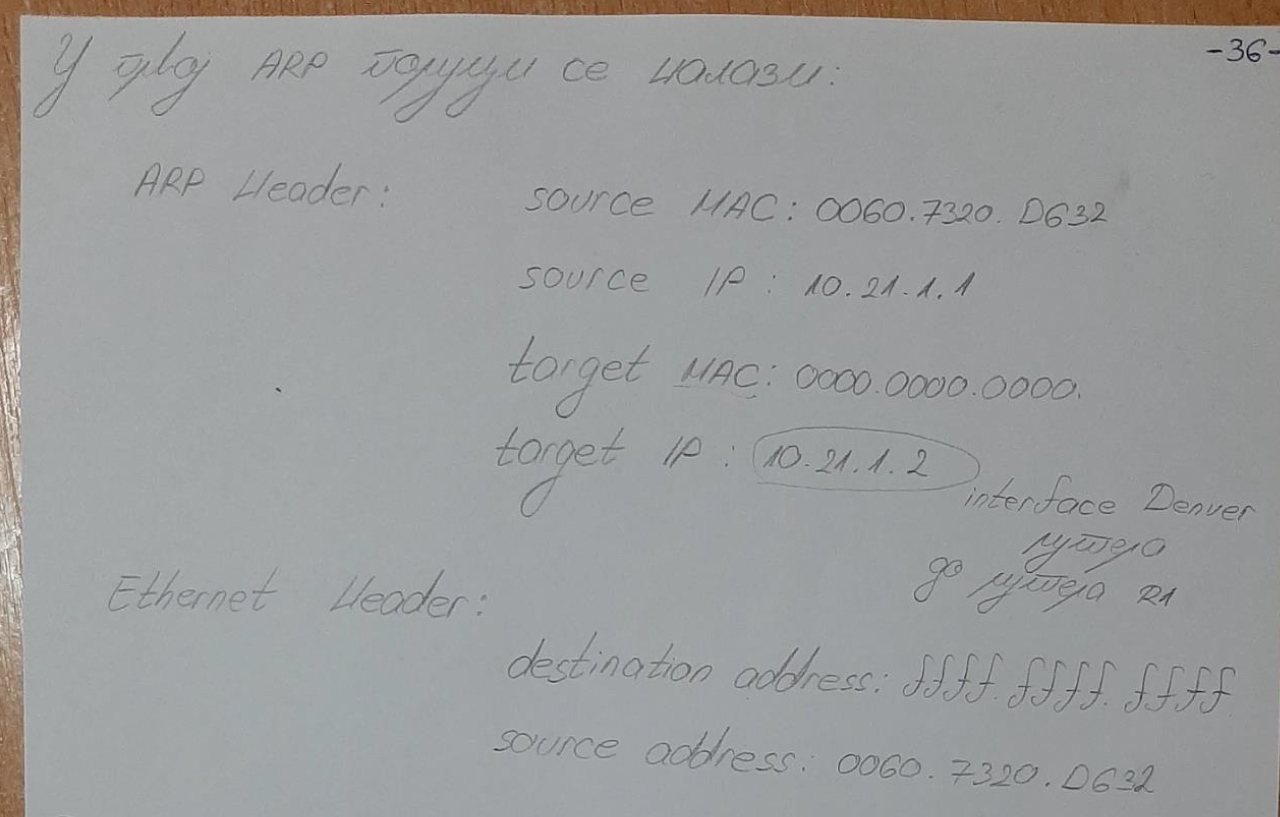 -36-
У првој ARP поруци се налази:
ARP Header: source MAC: 0060.7320.D632
source IP: 10.21.1.1
target MAC: 0000.0000.0000.
target IP: 10.21.1.2
interface Denver
рутера
до рутера R1
Ethernet Header:
destination address: ffff.ffff.ffff
source address: 0060.7320.D632